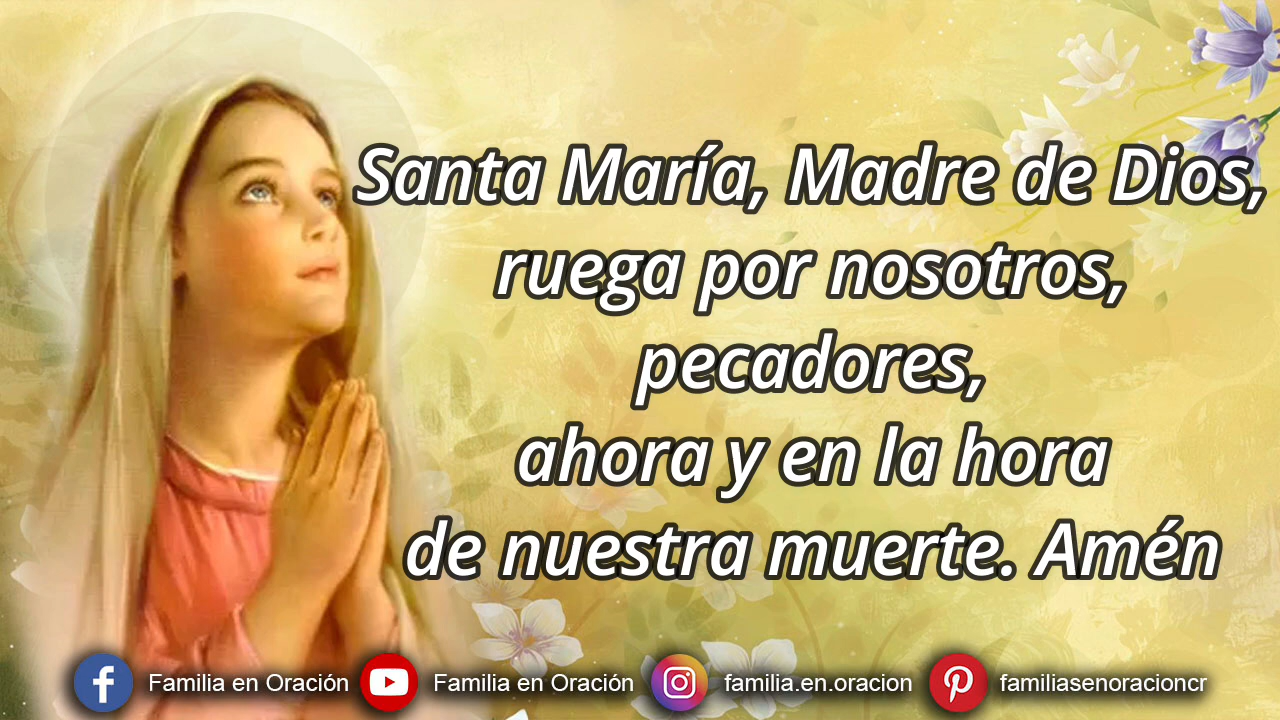 Santa María, Madre de Dios,
ruega por nosotros,
pecadores,
ahora y en la hora
de nuestra muerte. Amén
Familia en Oración Familia en Oración familia.en.oracion familiasenoracioncr